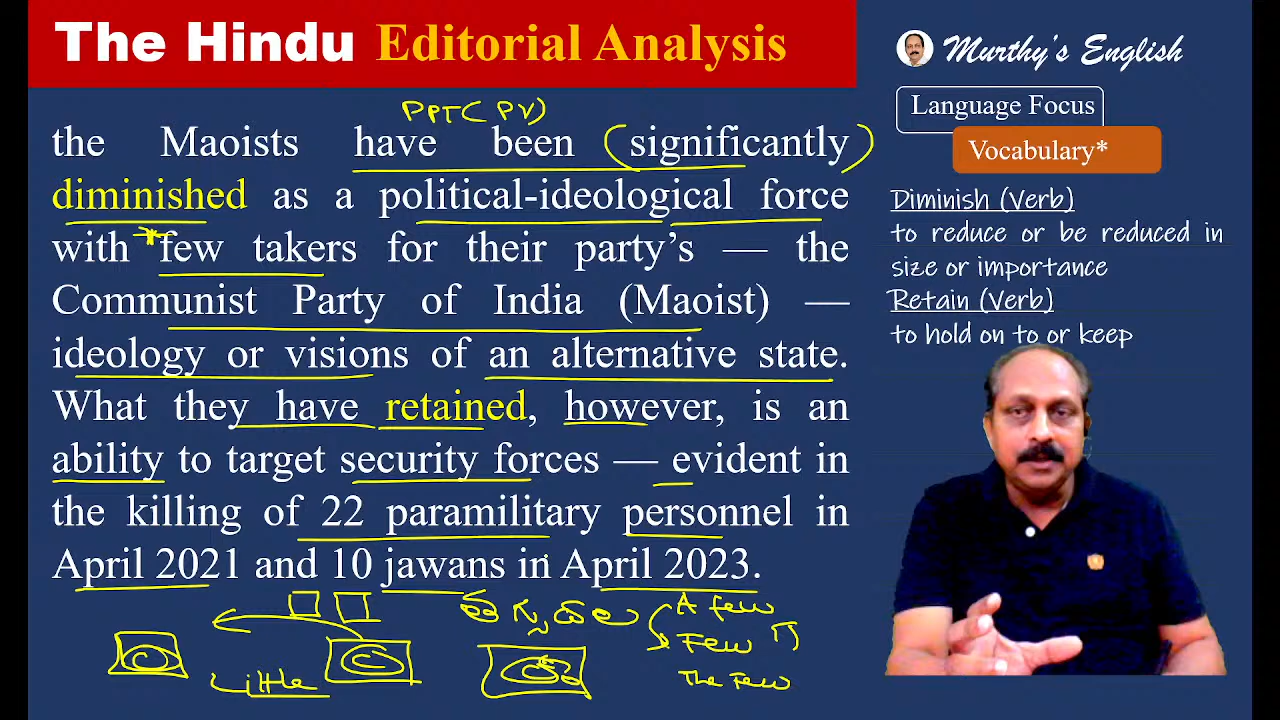 The Hindu Editorial Analysis
Murthy's English
Language Focus
Vocabulary*
PPT( PV)
the Maoists have been (significantly)
diminished as a political-ideological force
with *few takers for their party's — the
Communist Party of India (Maoist) —
ideology or visions of an alternative state.
What they have retained, however, is an
ability to target security forces — evident in
the killing of 22 paramilitary personnel in
April 2021 and 10 jawans in April 2023.
Diminish (Verb)
to reduce or be reduced in
size or importance
Retain (Verb)
to hold on to or keep
A few
Few
The Few
Little